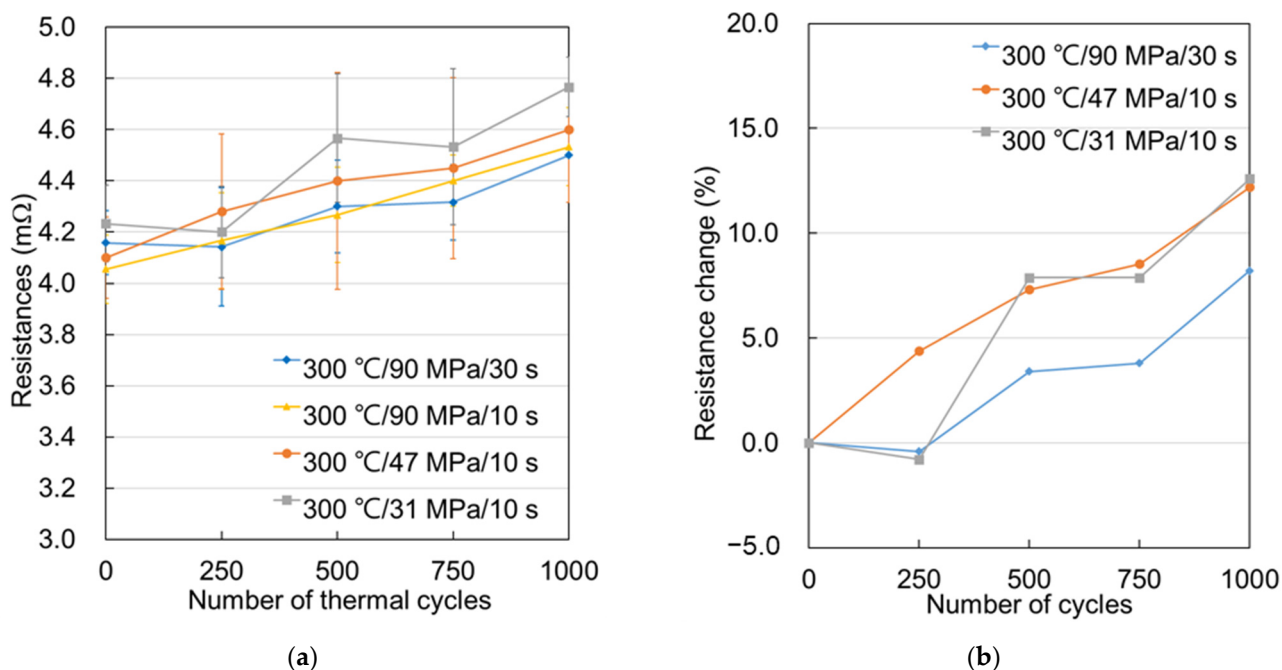 5.0
4.8
4.6
4.4
4.2
4.0
3.8
3.6
3.4
3.2
3.0
Resistances (mΩ)
300 ℃/90 MPa/30 s
300 ℃/90 MPa/10 s
300 ℃/47 MPa/10 s
300 ℃/31 MPa/10 s
0 250 500 750 1000
Number of thermal cycles
(a)
20.0
15.0
10.0
5.0
0.0
−5.0
Resistance change (%)
300 ℃/90 MPa/30 s
300 ℃/47 MPa/10 s
300 ℃/31 MPa/10 s
0 250 500 750 1000
Number of cycles
(b)